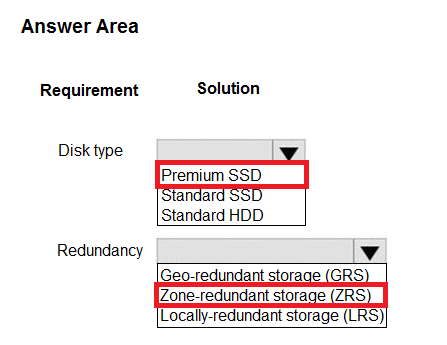 Answer Area
Requirement Solution
Disk type
Premium SSD
Standard SSD
Standard HDD
Redundancy
Geo-redundant storage (GRS)
Zone-redundant storage (ZRS)
Locally-redundant storage (LRS)